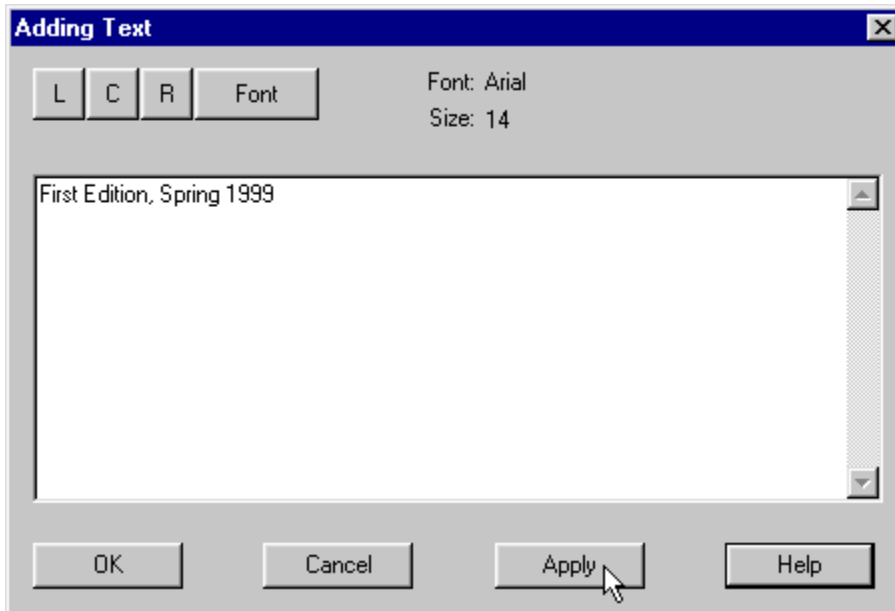 Adding Text
L C R Font
Font: Arial
Size: 14
First Edition, Spring 1999
OK Cancel Apply Help